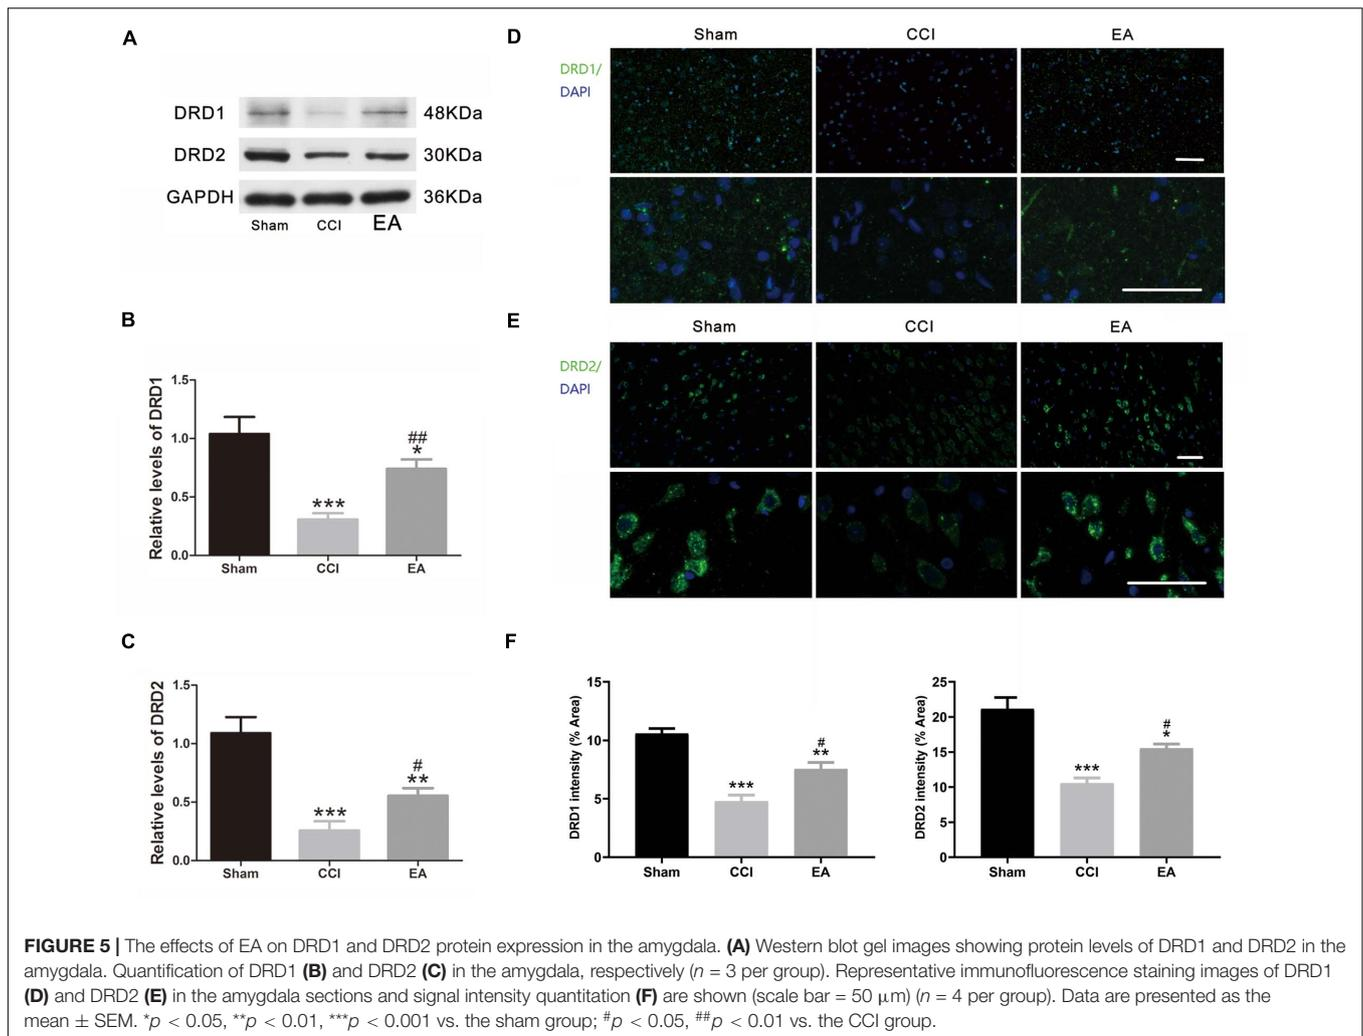 A
DRD1 48KDa
DRD2 30KDa
GAPDH 36KDa
Sham CCI EA
B
Relative levels of DRD1
1.5
1.0
0.5
0.0
***
##
*
Sham CCI EA
C
Relative levels of DRD2
1.5
1.0
0.5
0.0
***
#
**
Sham CCI EA
D
Sham CCI EA
DRD1/
DAPI
E
Sham CCI EA
DRD2/
DAPI
F
DRD1 intensity (% Area)
15
10
5
0
***
#
**
Sham CCI EA
DRD2 intensity (% Area)
25
20
15
10
5
0
***
#
*
Sham CCI EA
FIGURE 5 | The effects of EA on DRD1 and DRD2 protein expression in the amygdala. (A) Western blot gel images showing protein levels of DRD1 and DRD2 in the
amygdala. Quantification of DRD1 (B) and DRD2 (C) in the amygdala, respectively (n = 3 per group). Representative immunofluorescence staining images of DRD1
(D) and DRD2 (E) in the amygdala sections and signal intensity quantitation (F) are shown (scale bar = 50 μm) (n = 4 per group). Data are presented as the
mean ± SEM. *p < 0.05, **p < 0.01, ***p < 0.001 vs. the sham group; #p < 0.05, ##p < 0.01 vs. the CCI group.